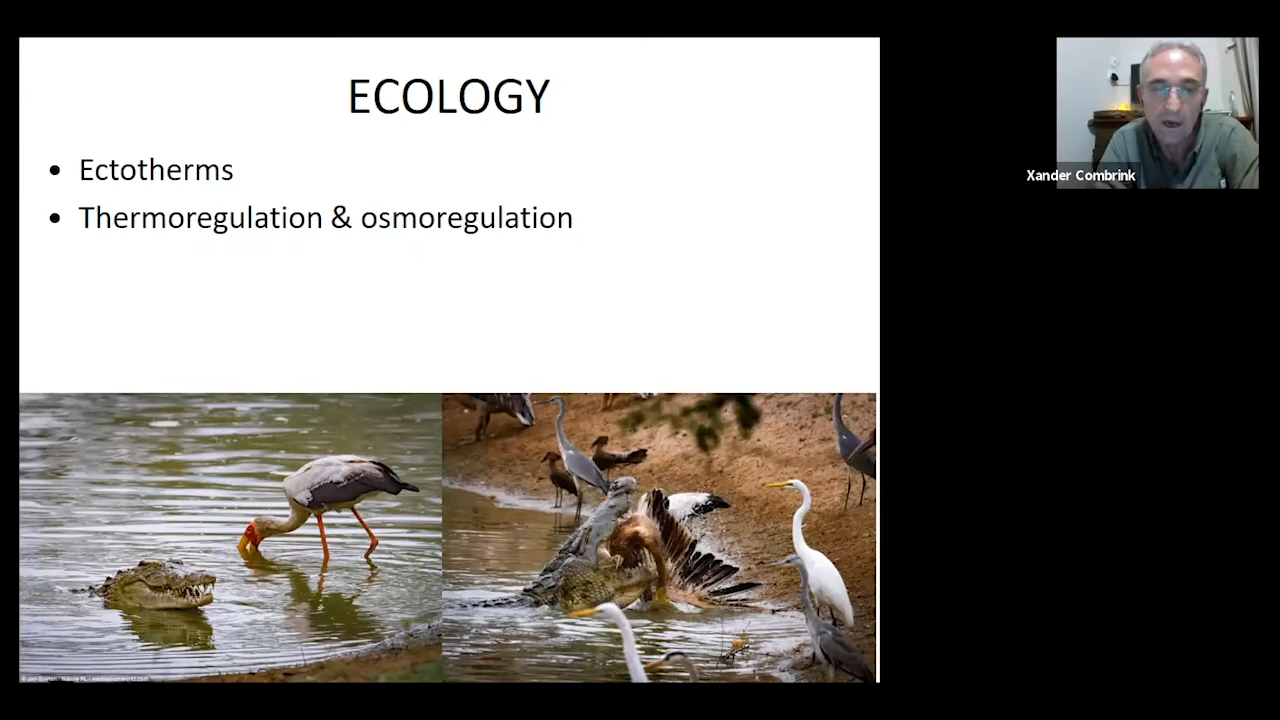 ECOLOGY
• Ectotherms
• Thermoregulation & osmoregulation
Xander Combrink